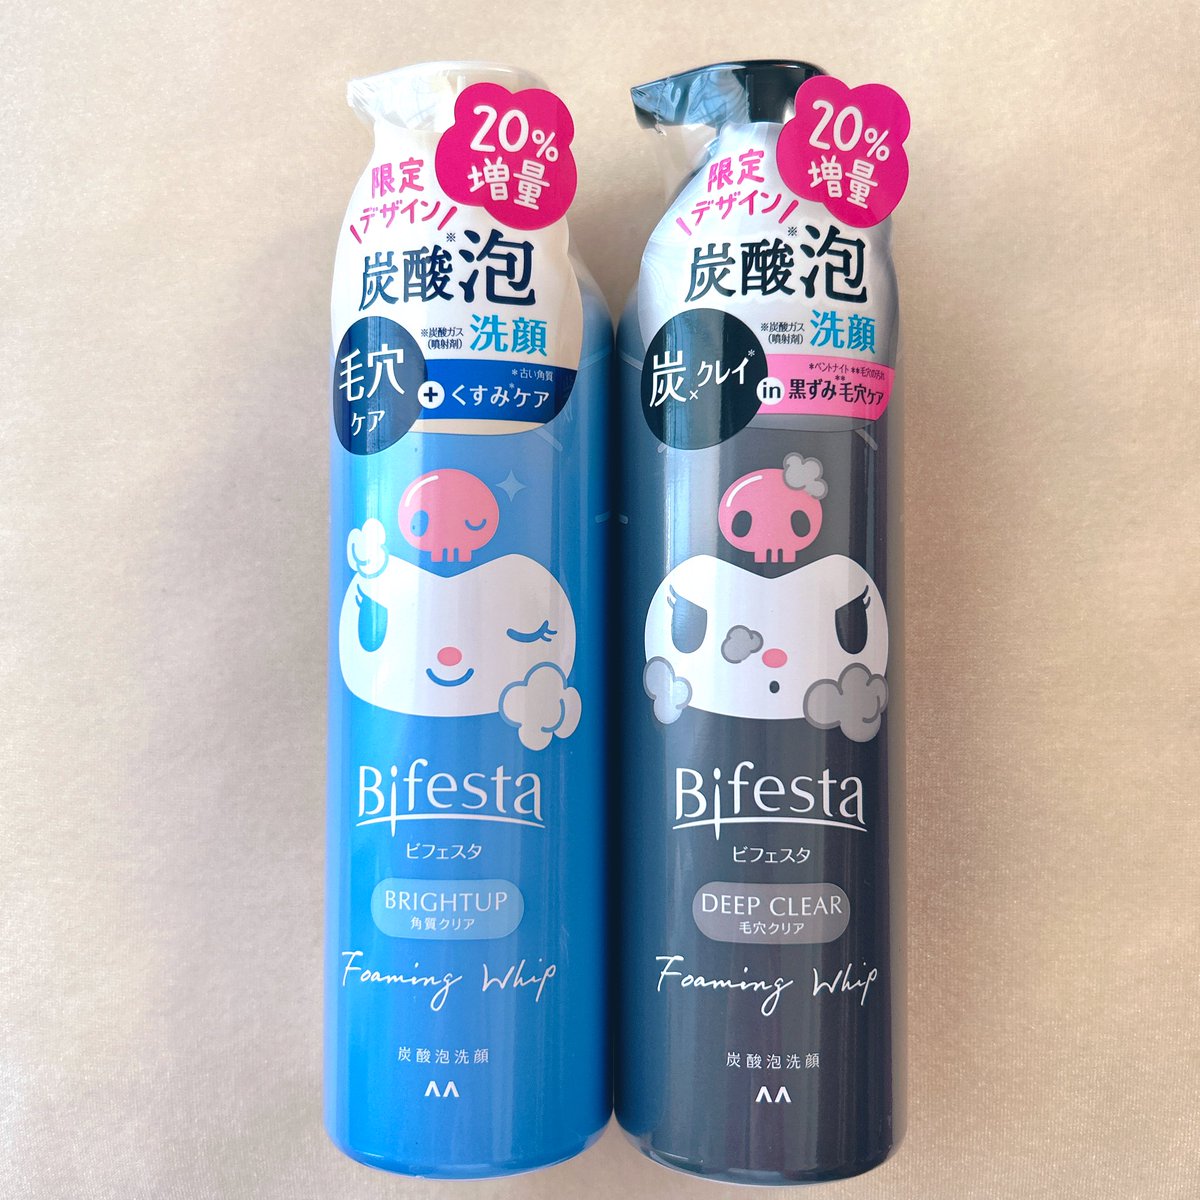 20%
増量
限定
デザイン
炭酸※泡
※炭酸ガス
(噴射剤)
洗顔
毛穴
ケア
*古い角質
+くすみ*ケア
Bifesta
ビフェスタ
BRIGHTUP
角質クリア
Foaming Whip
炭酸泡洗顔
20%
増量
限定
デザイン
炭酸※泡
※炭酸ガス
(噴射剤)
洗顔
炭×クレイ*
*ベントナイト **毛穴の汚れ
in 黒ずみ**毛穴ケア
Bifesta
ビフェスタ
DEEP CLEAR
毛穴クリア
Foaming Whip
炭酸泡洗顔